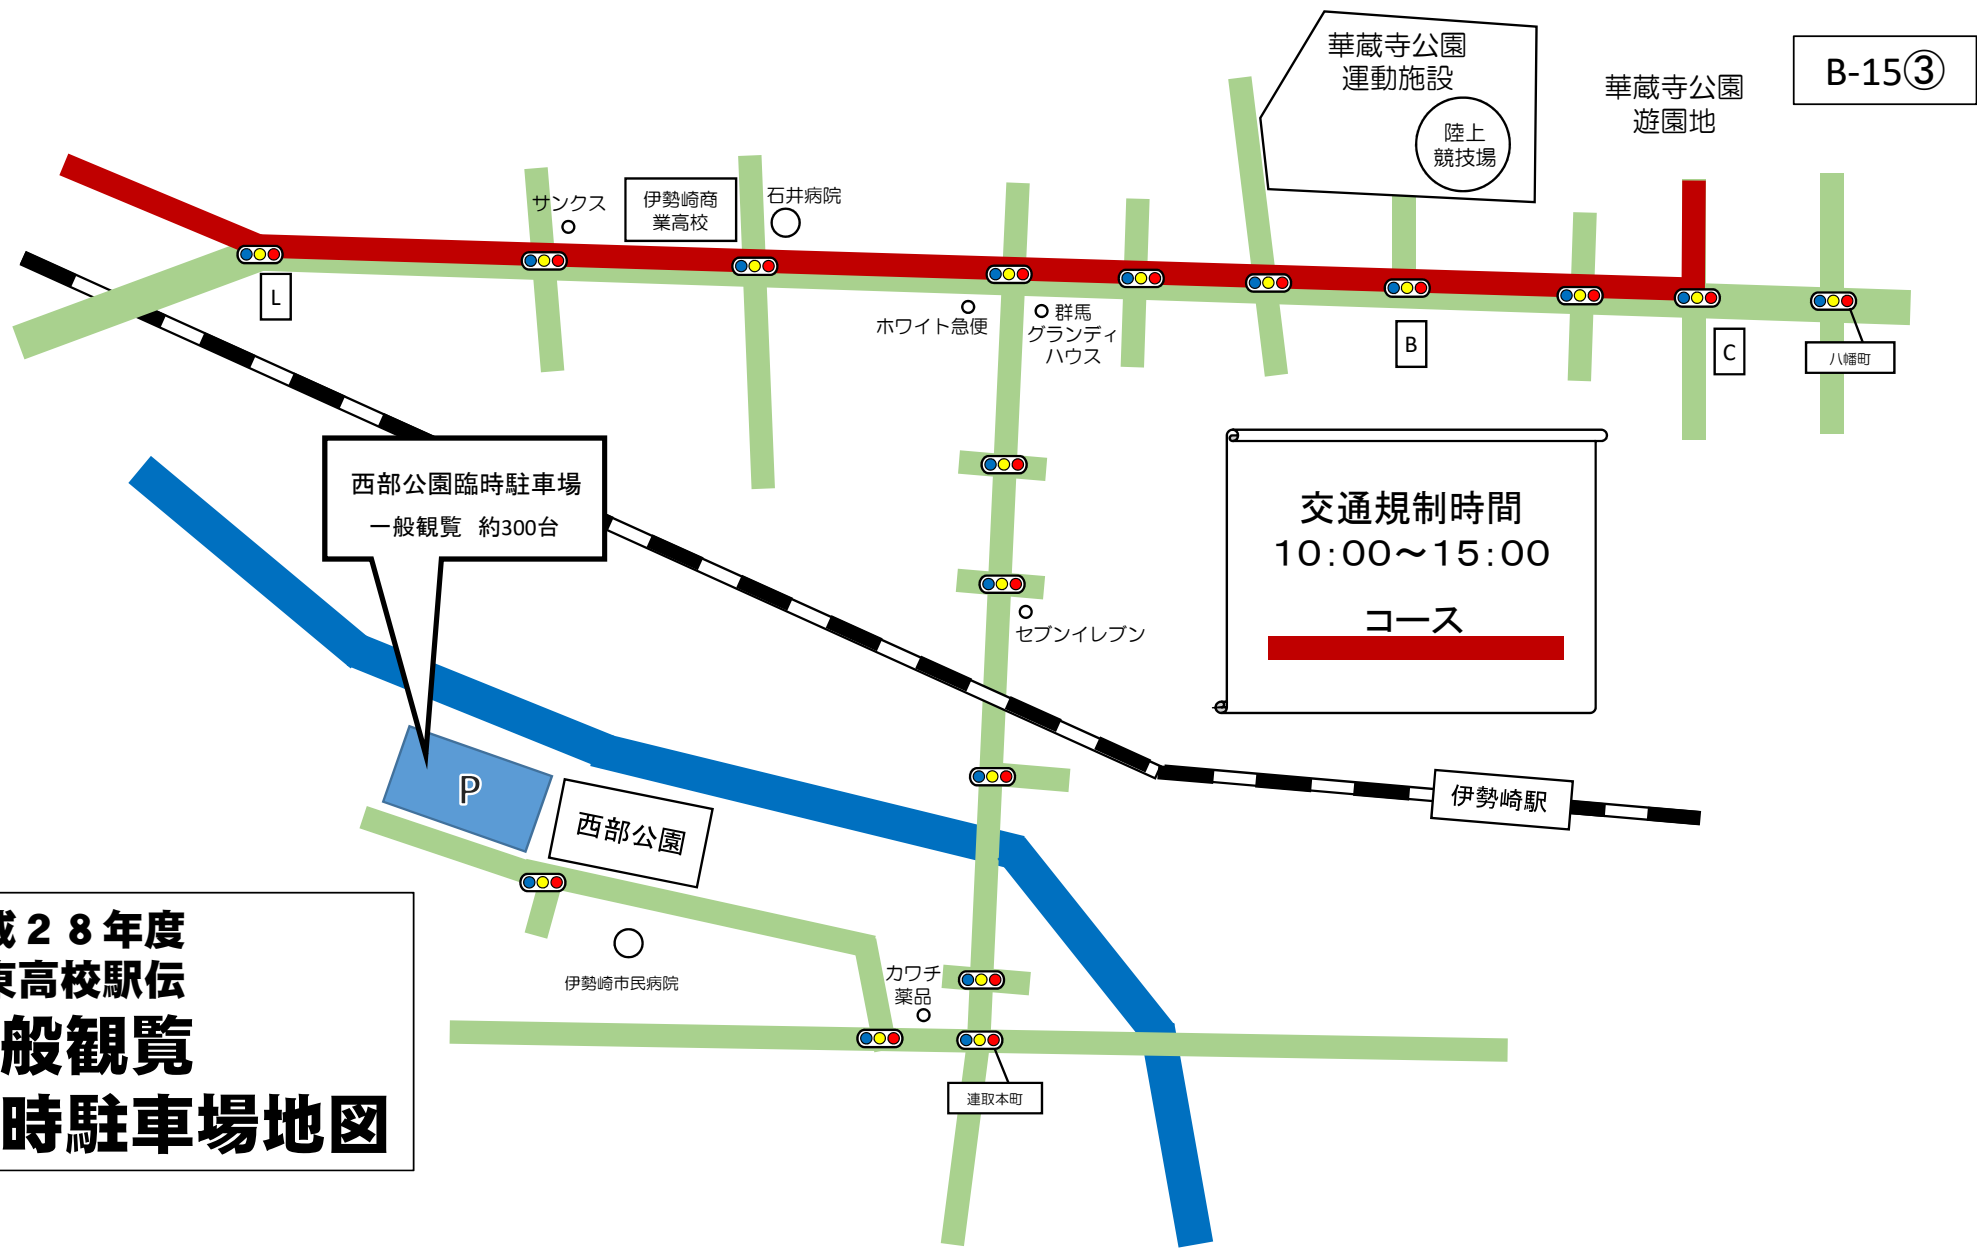 華蔵寺公園
運動施設
陸上
競技場
華蔵寺公園
遊園地
B-15③
サンクス
伊勢崎商
業高校
石井病院
L
ホワイト急便
群馬
グランディ
ハウス
B
C
八幡町
西部公園臨時駐車場
一般観覧 約300台
交通規制時間
10:00～15:00
コース
セブンイレブン
伊勢崎駅
P
西部公園
伊勢崎市民病院
カワチ
薬品
連取本町
成２８年度
東高校駅伝
般観覧
時駐車場地図